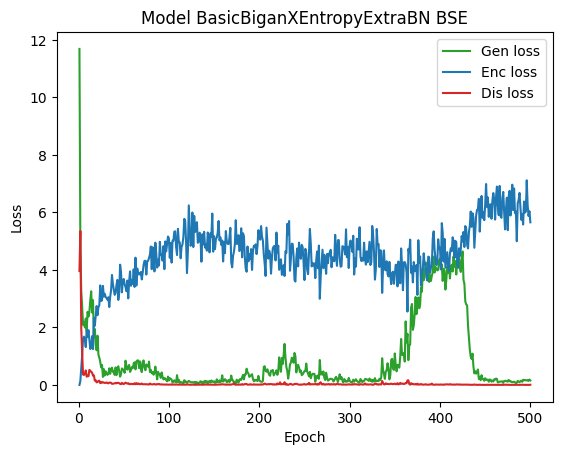 Model BasicBiganXEntropyExtraBN BSE
12
10
8
6
4
2
0
Loss
Gen loss
Enc loss
Dis loss
0 100 200 300 400 500
Epoch